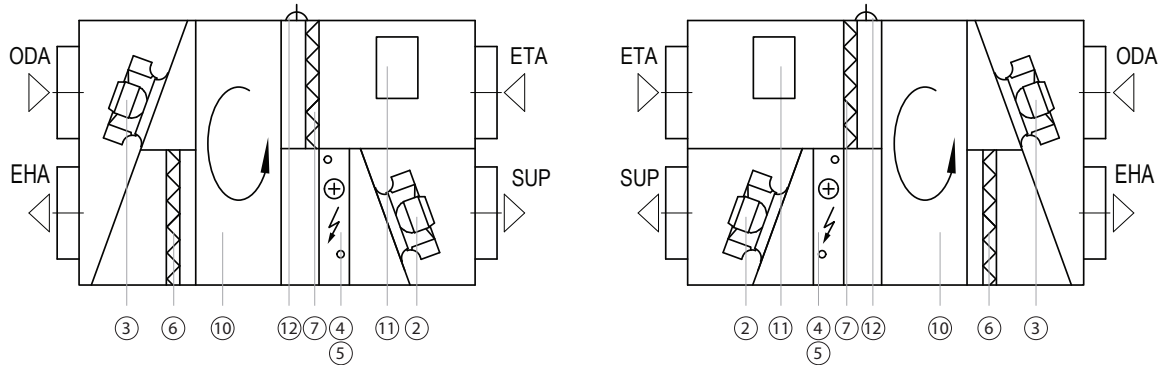 ODA ETA ETA ODA
EHA SUP SUP EHA
3 6 10 12 7 4 11 2 2 11 4 7 12 10 6 3
5 5